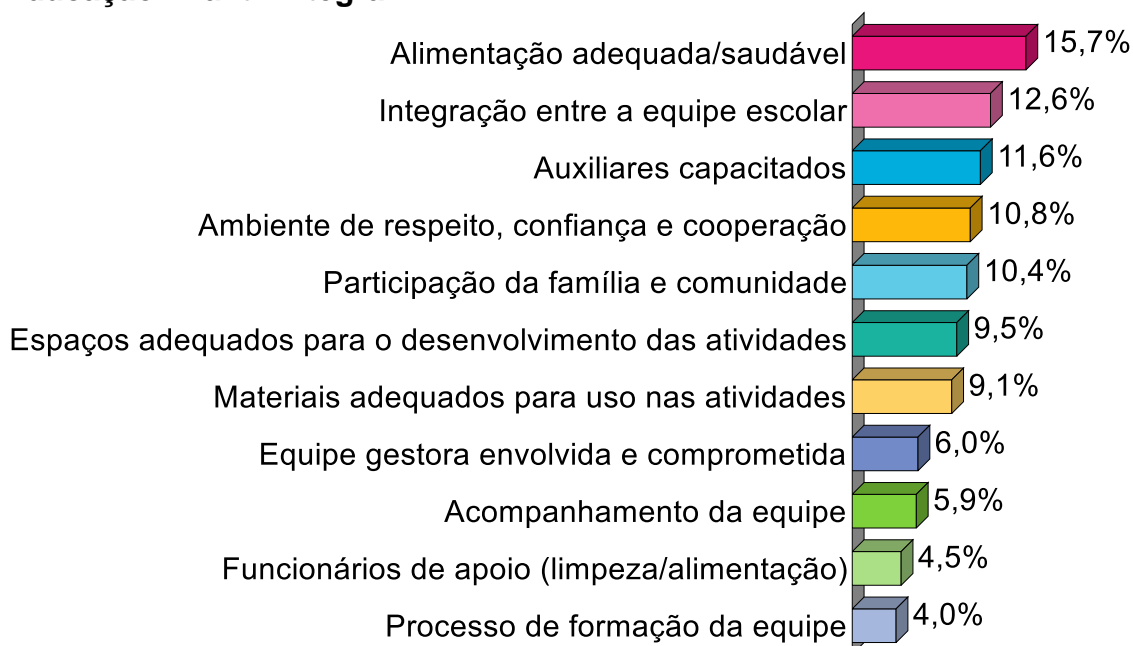 Alimentação adequada/saudável 15,7%
Integração entre a equipe escolar 12,6%
Auxiliares capacitados 11,6%
Ambiente de respeito, confiança e cooperação 10,8%
Participação da família e comunidade 10,4%
Espaços adequados para o desenvolvimento das atividades 9,5%
Materiais adequados para uso nas atividades 9,1%
Equipe gestora envolvida e comprometida 6,0%
Acompanhamento da equipe 5,9%
Funcionários de apoio (limpeza/alimentação) 4,5%
Processo de formação da equipe 4,0%